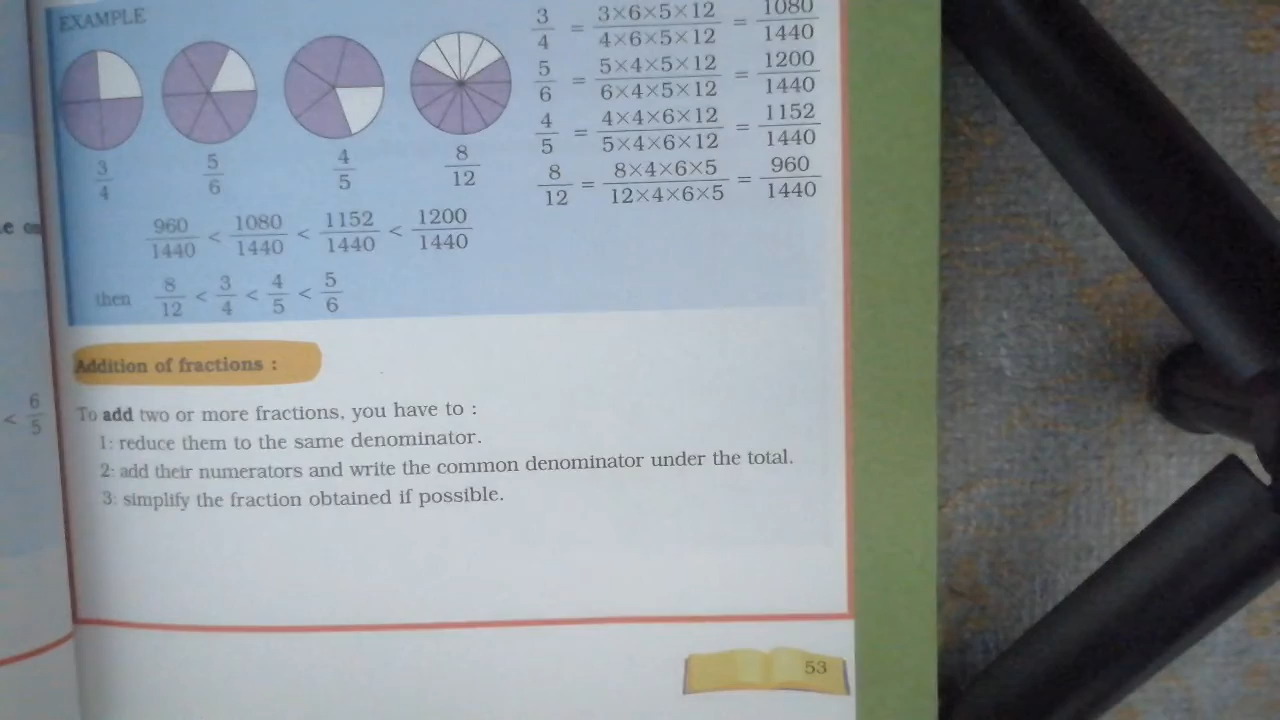 EXAMPLE
3/4 = 3×6×5×12/4×6×5×12 = 1080/1440
5/6 = 5×4×5×12/6×4×5×12 = 1200/1440
4/5 = 4×4×6×12/5×4×6×12 = 1152/1440
8/12 = 8×4×6×5/12×4×6×5 = 960/1440
3/4 5/6 4/5 8/12
960/1440 < 1080/1440 < 1152/1440 < 1200/1440
then 8/12 < 3/4 < 4/5 < 5/6
< 6/5
Addition of fractions :
To add two or more fractions, you have to :
1: reduce them to the same denominator.
2: add their numerators and write the common denominator under the total.
3: simplify the fraction obtained if possible.
53